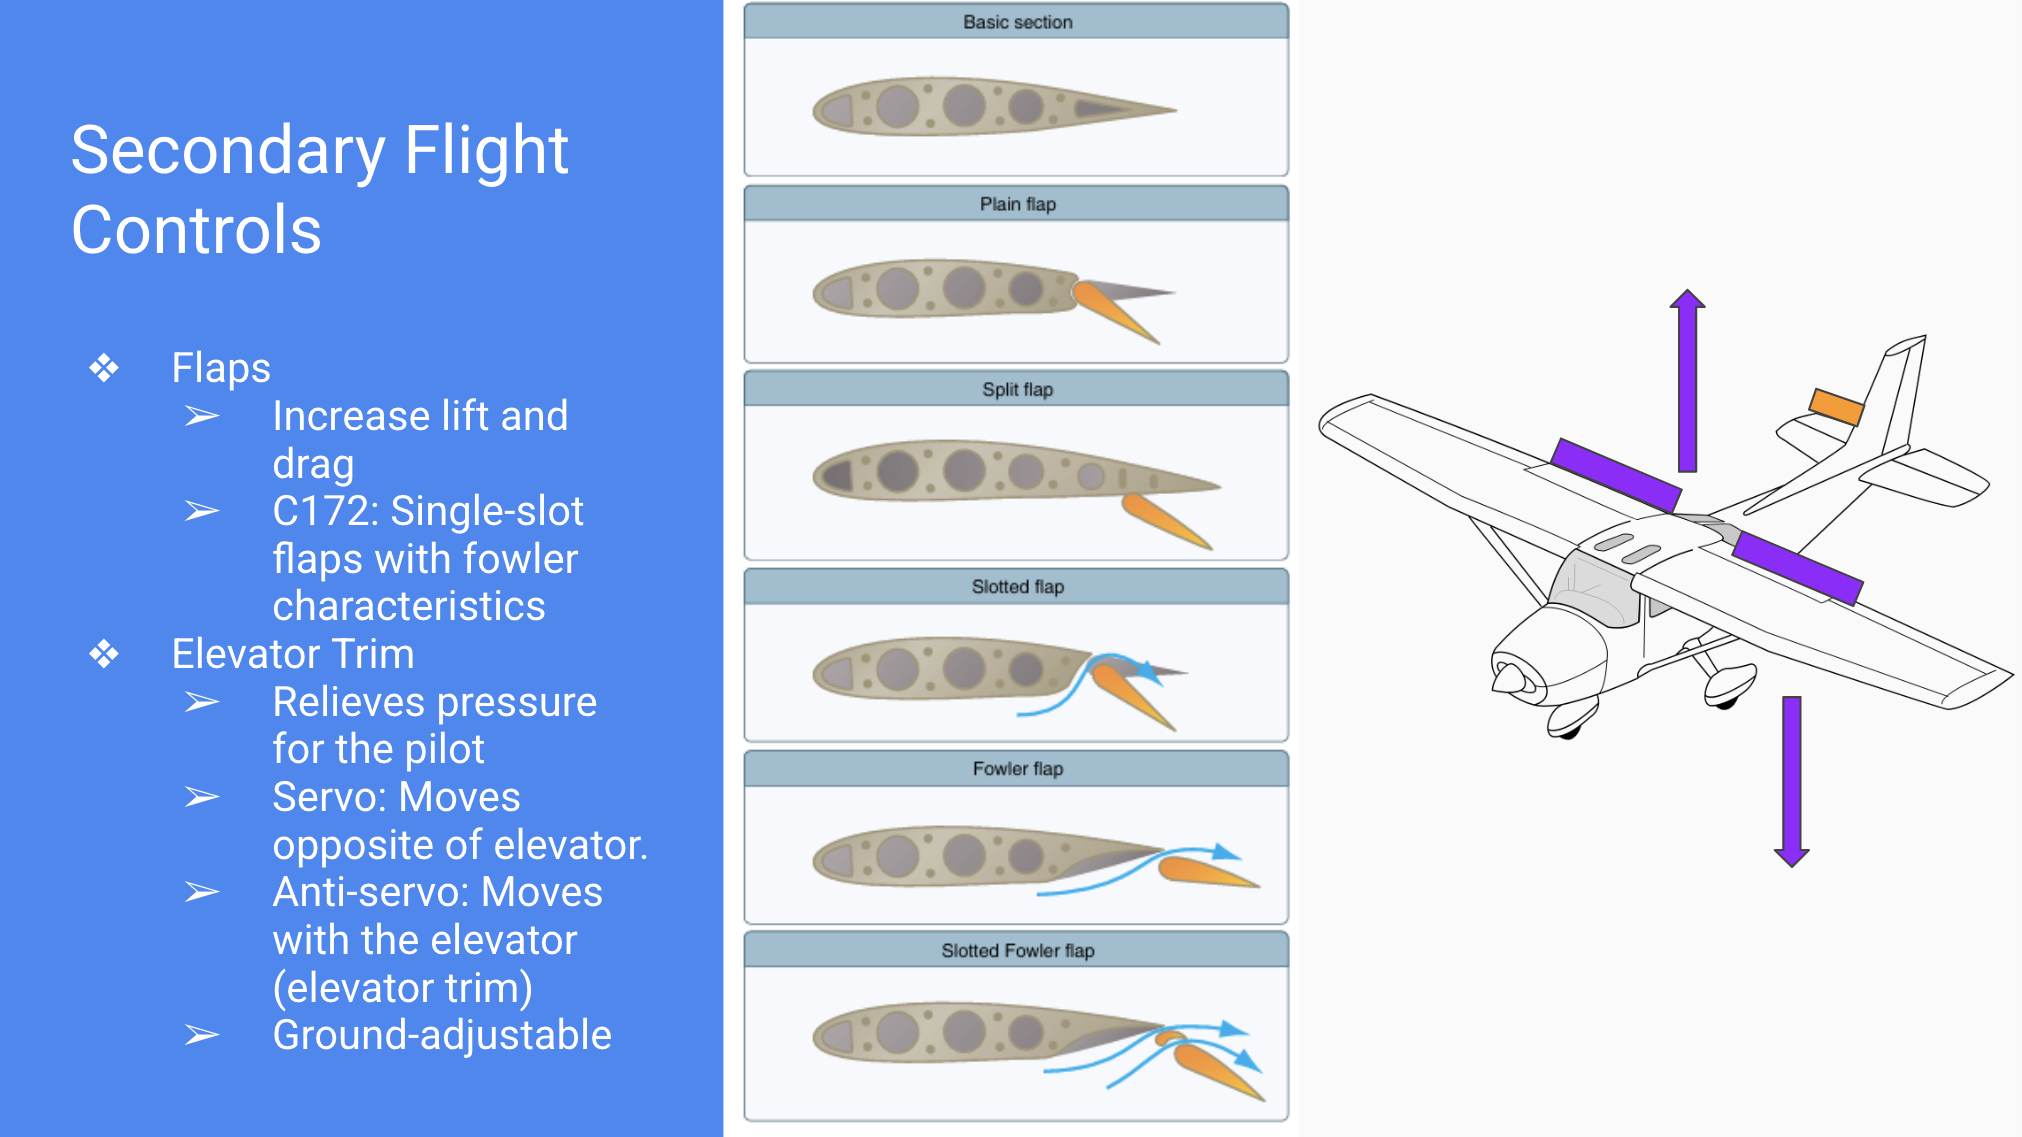 Secondary Flight
Controls
❖ Flaps
➢ Increase lift and
drag
➢ C172: Single-slot
flaps with fowler
characteristics
❖ Elevator Trim
➢ Relieves pressure
for the pilot
➢ Servo: Moves
opposite of elevator.
➢ Anti-servo: Moves
with the elevator
(elevator trim)
➢ Ground-adjustable
Basic section
Plain flap
Split flap
Slotted flap
Fowler flap
Slotted Fowler flap